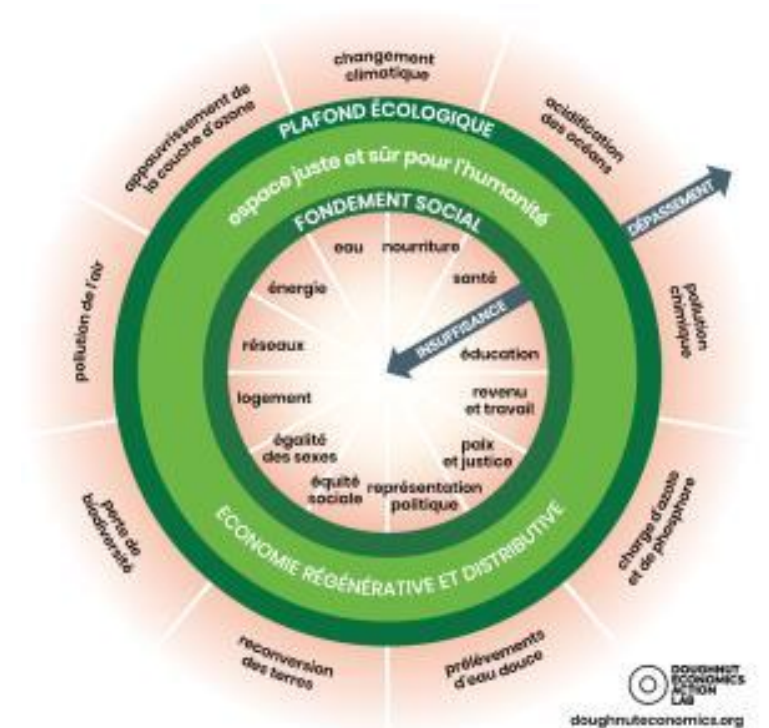 changement
climatique
acidification
des océans
DÉPASSEMENT
pollution
chimique
charge d'azote
et de phosphore
prélèvements
d'eau douce
reconversion
des terres
perte de
biodiversité
pollution de l'air
appauvrissement de
la couche d'ozone
PLAFOND ÉCOLOGIQUE
espace juste et sûr pour l'humanité
FONDEMENT SOCIAL
eau
nourriture
santé
INSUFFISANCE
éducation
revenu
et travail
paix
et justice
représentation
politique
équité
sociale
égalité
des sexes
logement
réseaux
énergie
ECONOMIE RÉGÉNÉRATIVE ET DISTRIBUTIVE
DOUGHNUT
ECONOMICS
ACTION
LAB
doughnuteconomics.org